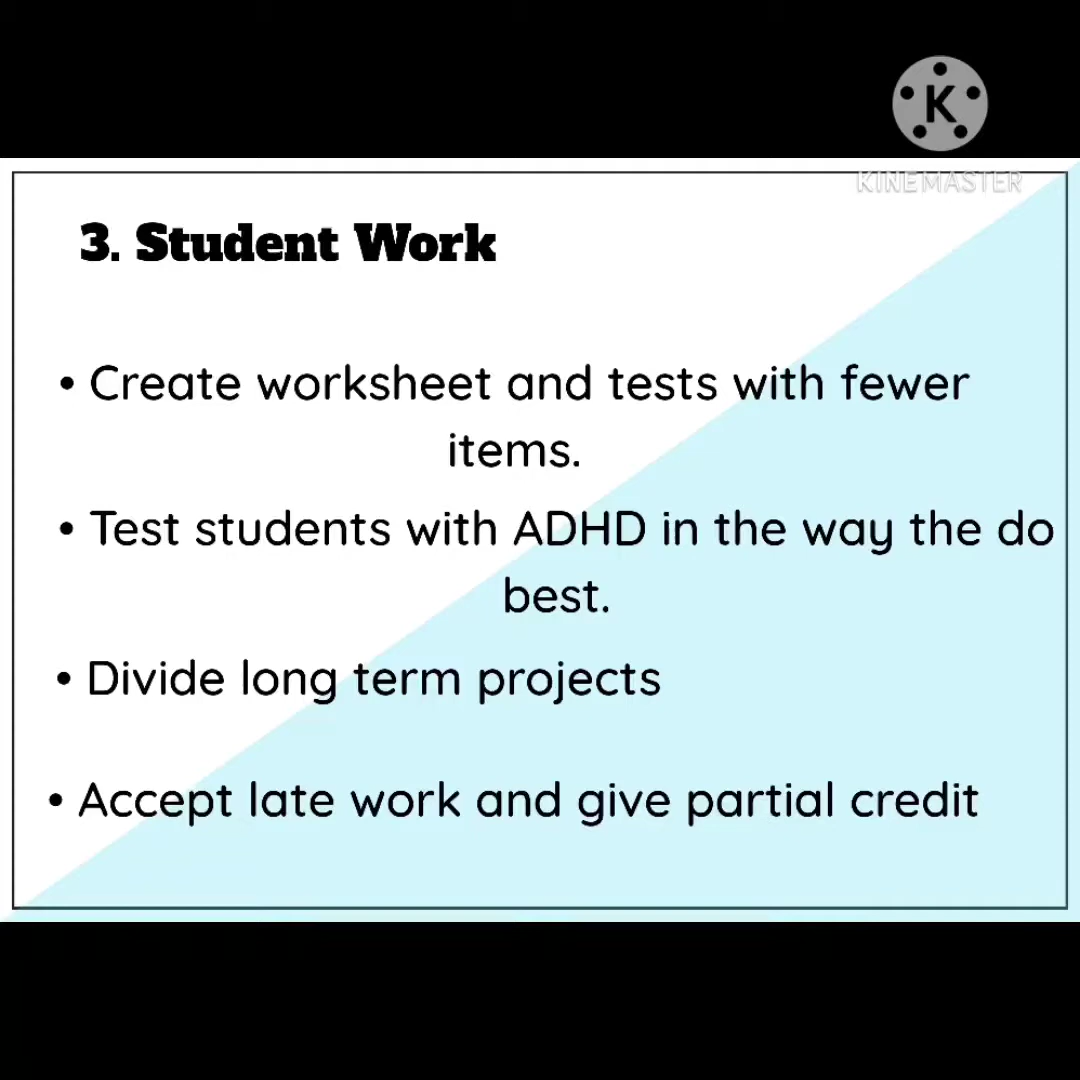 K
KINEMASTER
3. Student Work
• Create worksheet and tests with fewer
items.
• Test students with ADHD in the way the do
best.
• Divide long term projects
• Accept late work and give partial credit